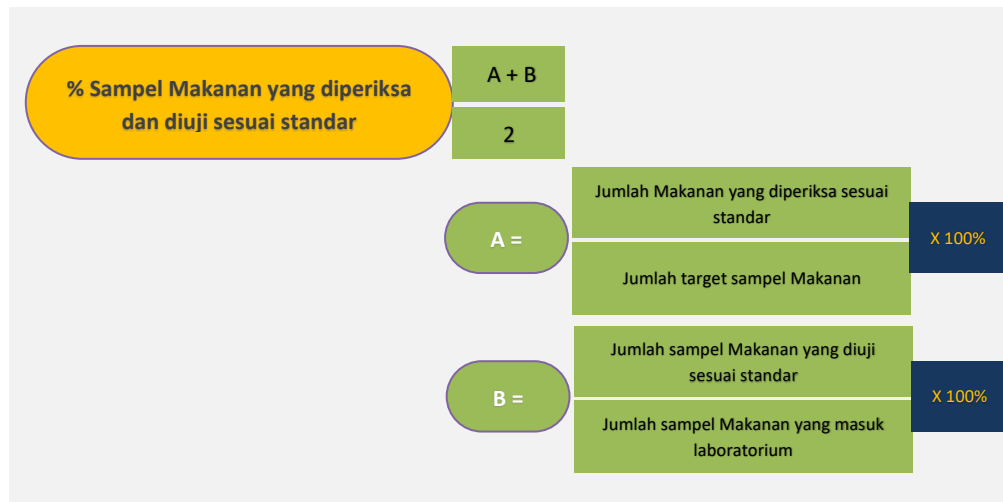 % Sampel Makanan yang diperiksa
dan diuji sesuai standar
A + B
2
A =
Jumlah Makanan yang diperiksa sesuai
standar
Jumlah target sampel Makanan
X 100%
B =
Jumlah sampel Makanan yang diuji
sesuai standar
Jumlah sampel Makanan yang masuk
laboratorium
X 100%